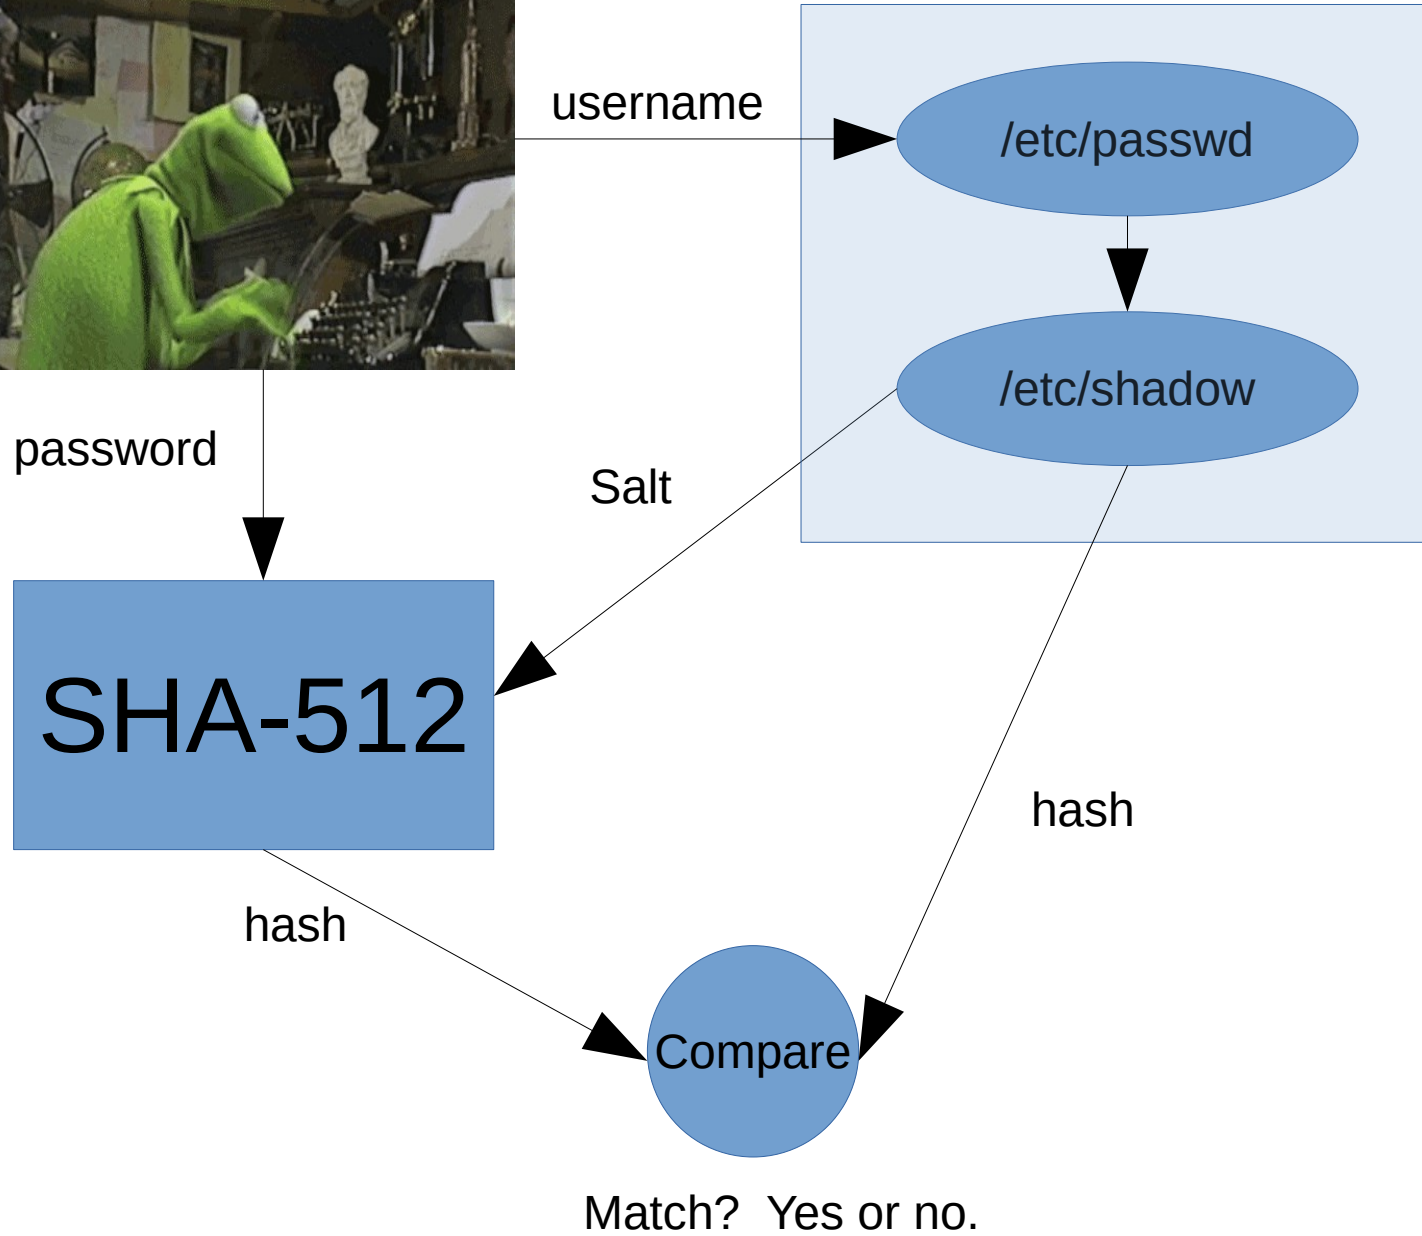 username
/etc/passwd
/etc/shadow
password
Salt
SHA-512
hash
hash
Compare
Match?  Yes or no.